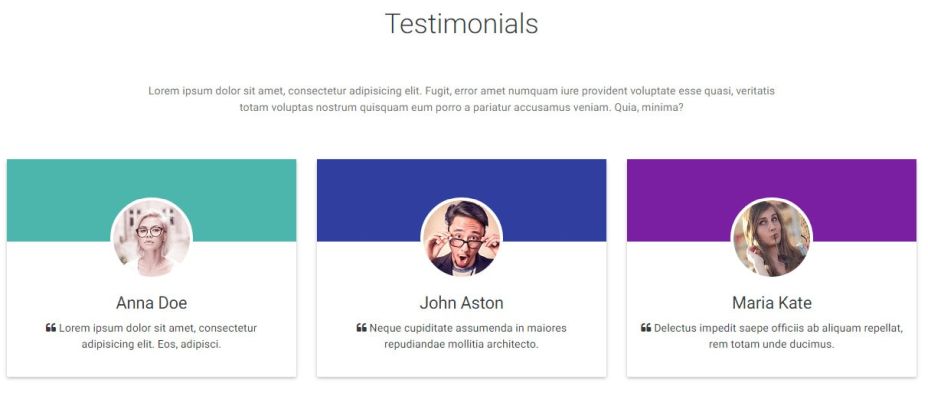 Testimonials
Lorem ipsum dolor sit amet, consectetur adipisicing elit. Fugit, error amet numquam iure provident voluptate esse quasi, veritatis
totam voluptas nostrum quisquam eum porro a pariatur accusamus veniam. Quia, minima?
Anna Doe
❝ Lorem ipsum dolor sit amet, consectetur
adipisicing elit. Eos, adipisci.
John Aston
❝ Neque cupiditate assumenda in maiores
repudiandae mollitia architecto.
Maria Kate
❝ Delectus impedit saepe officiis ab aliquam repellat,
rem totam unde ducimus.